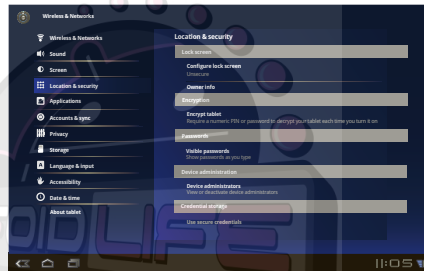 Wireless & Networks
Wireless & Networks
Sound
Screen
Location & security
Applications
Accounts & sync
Privacy
Storage
Language & input
Accessibility
Date & time
About tablet
Location & security
Lock screen
Configure lock screen
Unsecure
Owner info
Encryption
Encrypt tablet
Require a numeric PIN or password to decrypt your tablet each time you turn it on
Passwords
Visible passwords
Show passwords as you type
Device administration
Device administrators
View or deactivate device administrators
Credential storage
Use secure credentials
OID LIFE
11:05